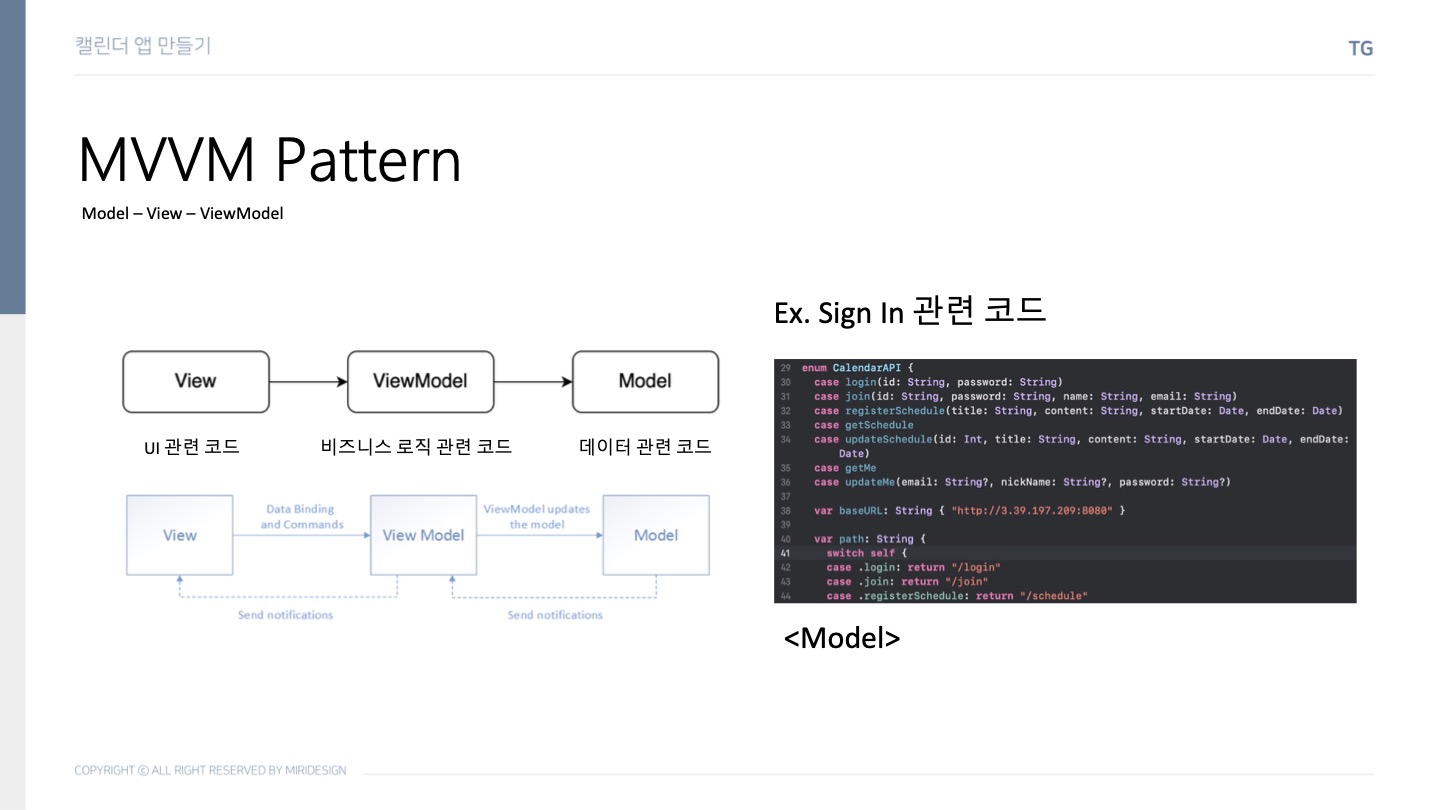 캘린더 앱 만들기
TG
MVVM Pattern
Model – View – ViewModel
View
ViewModel
Model
UI 관련 코드
비즈니스 로직 관련 코드
데이터 관련 코드
View
Data Binding
and Commands
View Model
ViewModel updates
the model
Model
Send notifications
Send notifications
Ex. Sign In 관련 코드
29 enum CalendarAPI {
30 case login(id: String, password: String)
31 case join(id: String, password: String, name: String, email: String)
32 case registerSchedule(title: String, content: String, startDate: Date, endDate: Date)
33 case getSchedule
34 case updateSchedule(id: Int, title: String, content: String, startDate: Date, endDate:
Date)
35 case getMe
36 case updateMe(email: String?, nickName: String?, password: String?)
37
38 var baseURL: String { "http://3.39.197.209:8080" }
39
40 var path: String {
41 switch self {
42 case .login: return "/login"
43 case .join: return "/join"
44 case .registerSchedule: return "/schedule"
<Model>
COPYRIGHT ⓒ ALL RIGHT RESERVED BY MIRIDESIGN